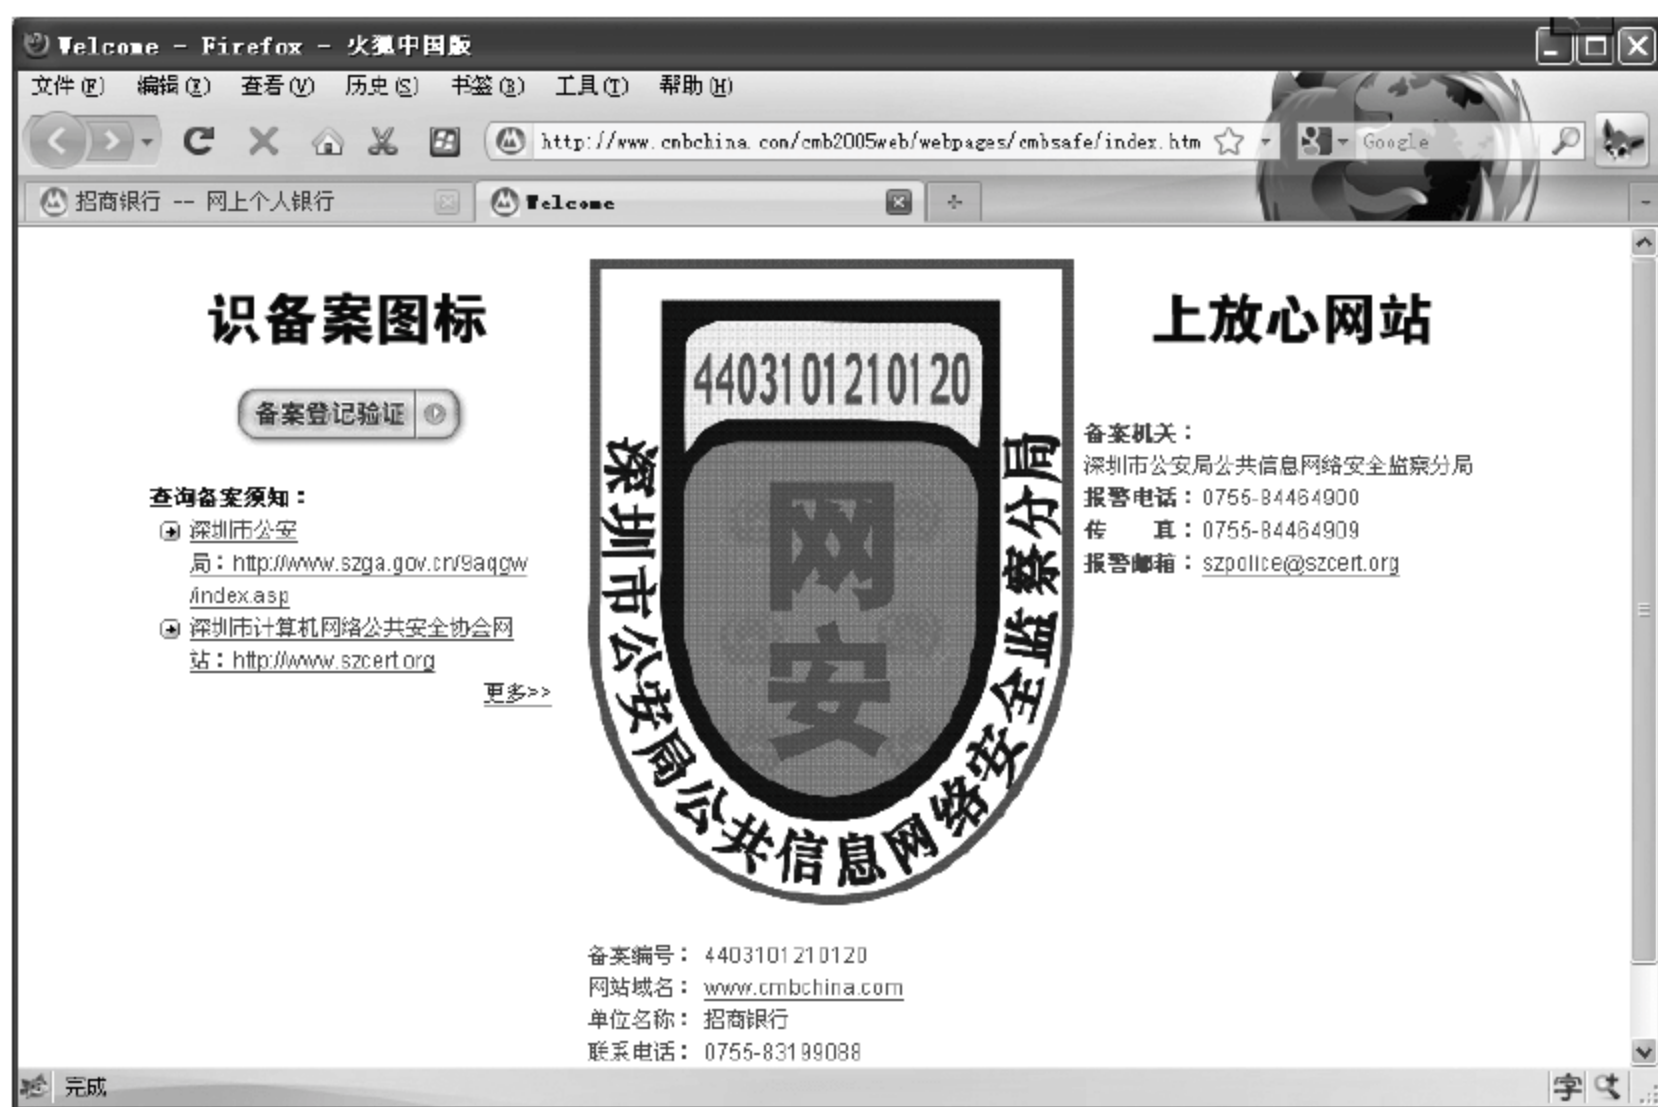 Welcome - Firefox - 火狐中国版
文件(F) 编辑(E) 查看(V) 历史(S) 书签(B) 工具(T) 帮助(H)
http://www.cmbchina.com/cmb2005web/webpages/cmbsafe/index.htm Google
招商银行 -- 网上个人银行 Welcome
识备案图标
备案登记验证
查询备案须知：
深圳市公安
局：http://www.szga.gov.cn/9aqgw
/index.asp
深圳市计算机网络公共安全协会网
站：http://www.szcert.org
更多>>
4403101210120
网
安
深圳市公安局公共信息网络安全监察分局
上放心网站
备案机关：
深圳市公安局公共信息网络安全监察分局
报警电话：0755-84464900
传 真：0755-84464909
报警邮箱：szpolice@szcert.org
备案编号： 4403101210120
网站域名： www.cmbchina.com
单位名称： 招商银行
联系电话： 0755-83199088
完成 字